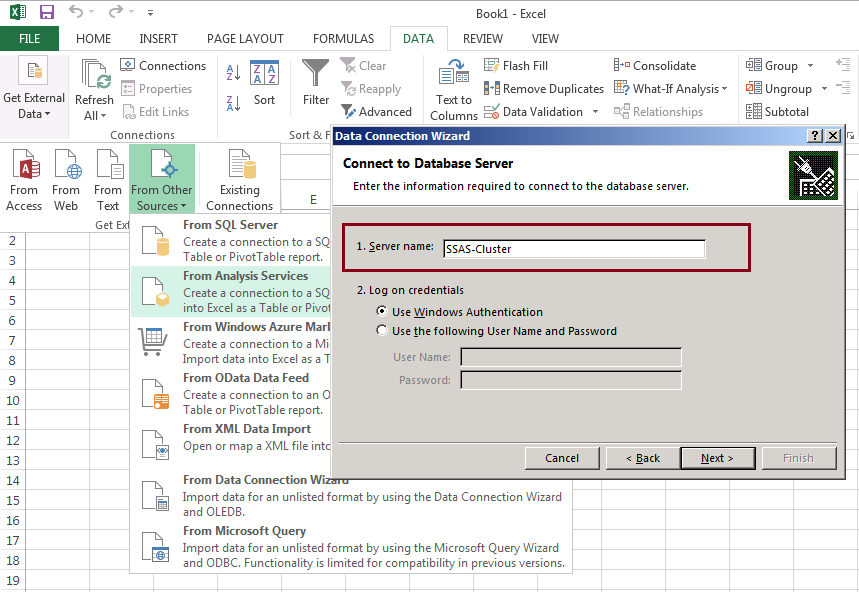 Book1 - Excel
FILE HOME INSERT PAGE LAYOUT FORMULAS DATA REVIEW VIEW
Get External
Data
Refresh
All
Connections
Properties
Edit Links
Connections
Sort
Filter
Clear
Reapply
Advanced
Sort & F
Text to
Columns
Flash Fill
Remove Duplicates
Data Validation
Consolidate
What-If Analysis
Relationships
Group
Ungroup
Subtotal
From
Access
From
Web
From
Text
From Other
Sources
Existing
Connections
Get Ext
E
2
3
4
5
6
7
8
9
10
11
12
13
14
15
16
17
18
19
From SQL Server
Create a connection to a SQ
Table or PivotTable report.
From Analysis Services
Create a connection to a SQ
into Excel as a Table or Pivot
From Windows Azure Mark
Create a connection to a Mi
Import data into Excel as a T
From OData Data Feed
Create a connection to an O
Table or PivotTable report.
From XML Data Import
Open or map a XML file into
From Data Connection Wizard
Import data for an unlisted format by using the Data Connection Wizard
and OLEDB.
From Microsoft Query
Import data for an unlisted format by using the Microsoft Query Wizard
and ODBC. Functionality is limited for compatibility in previous versions.
Data Connection Wizard
Connect to Database Server
Enter the information required to connect to the database server.
1. Server name: SSAS-Cluster
2. Log on credentials
Use Windows Authentication
Use the following User Name and Password
User Name:
Password:
Cancel < Back Next > Finish